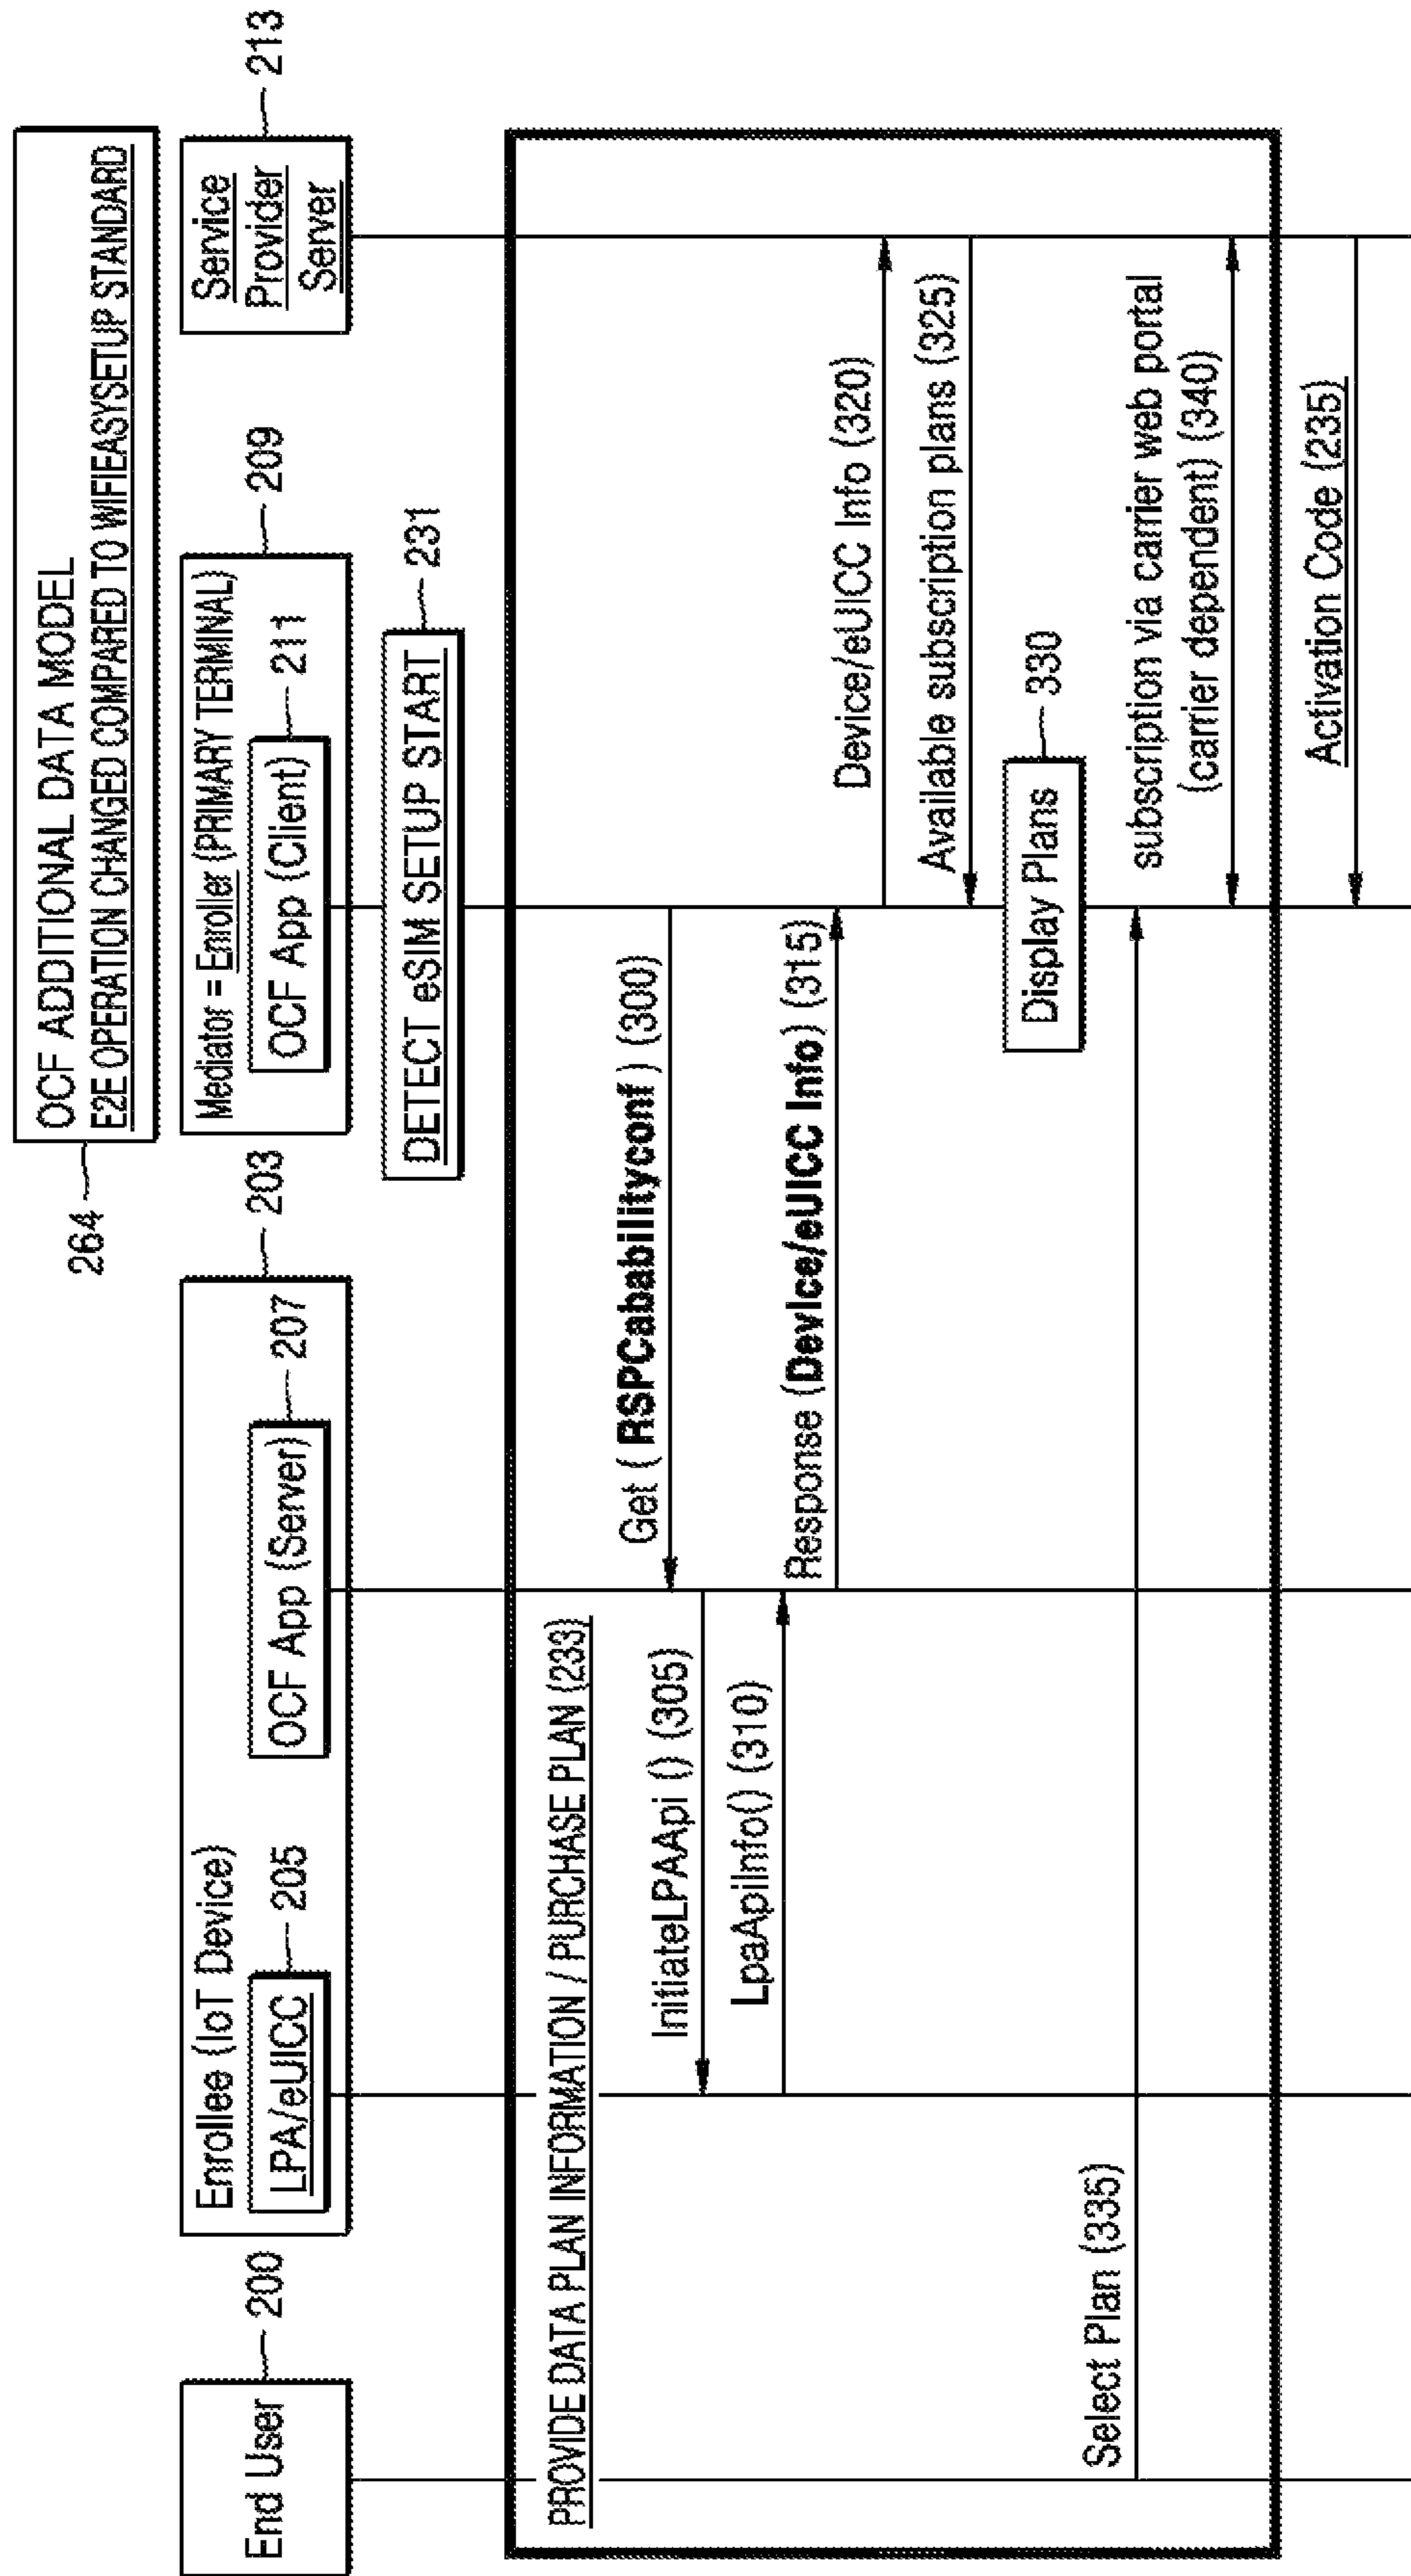 264
OCF ADDITIONAL DATA MODEL
E2E OPERATION CHANGED COMPARED TO WIFIEASYSETUP STANDARD
End User
200
Enrollee (IoT Device)
LPA/eUICC
205
OCF App (Server)
207
203
Mediator = Enroller (PRIMARY TERMINAL)
OCF App (Client)
211
209
Service
Provider
Server
213
DETECT eSIM SETUP START
231
PROVIDE DATA PLAN INFORMATION / PURCHASE PLAN (233)
Get ( RSPCababilityconf ) (300)
InitiateLPAApi () (305)
LpaApiInfo() (310)
Response (Device/eUICC Info) (315)
Device/eUICC Info (320)
Available subscription plans (325)
Display Plans
330
Select Plan (335)
subscription via carrier web portal
(carrier dependent) (340)
Activation Code (235)